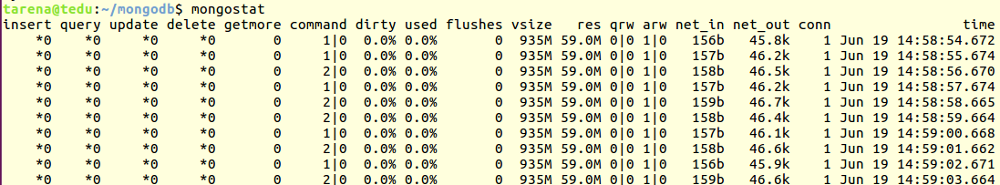 tarena@tedu:~/mongodb$ mongostat
insert query update delete getmore command dirty used flushes vsize res qrw arw net_in net_out conn time
*0 *0 *0 *0 0 1|0 0.0% 0.0% 0 935M 59.0M 0|0 1|0 156b 45.8k 1 Jun 19 14:58:54.672
*0 *0 *0 *0 0 1|0 0.0% 0.0% 0 935M 59.0M 0|0 1|0 157b 46.2k 1 Jun 19 14:58:55.674
*0 *0 *0 *0 0 2|0 0.0% 0.0% 0 935M 59.0M 0|0 1|0 158b 46.5k 1 Jun 19 14:58:56.670
*0 *0 *0 *0 0 1|0 0.0% 0.0% 0 935M 59.0M 0|0 1|0 157b 46.2k 1 Jun 19 14:58:57.674
*0 *0 *0 *0 0 2|0 0.0% 0.0% 0 935M 59.0M 0|0 1|0 159b 46.7k 1 Jun 19 14:58:58.665
*0 *0 *0 *0 0 2|0 0.0% 0.0% 0 935M 59.0M 0|0 1|0 158b 46.4k 1 Jun 19 14:58:59.664
*0 *0 *0 *0 0 1|0 0.0% 0.0% 0 935M 59.0M 0|0 1|0 157b 46.1k 1 Jun 19 14:59:00.668
*0 *0 *0 *0 0 2|0 0.0% 0.0% 0 935M 59.0M 0|0 1|0 158b 46.6k 1 Jun 19 14:59:01.662
*0 *0 *0 *0 0 1|0 0.0% 0.0% 0 935M 59.0M 0|0 1|0 156b 45.9k 1 Jun 19 14:59:02.671
*0 *0 *0 *0 0 2|0 0.0% 0.0% 0 935M 59.0M 0|0 1|0 159b 46.6k 1 Jun 19 14:59:03.664